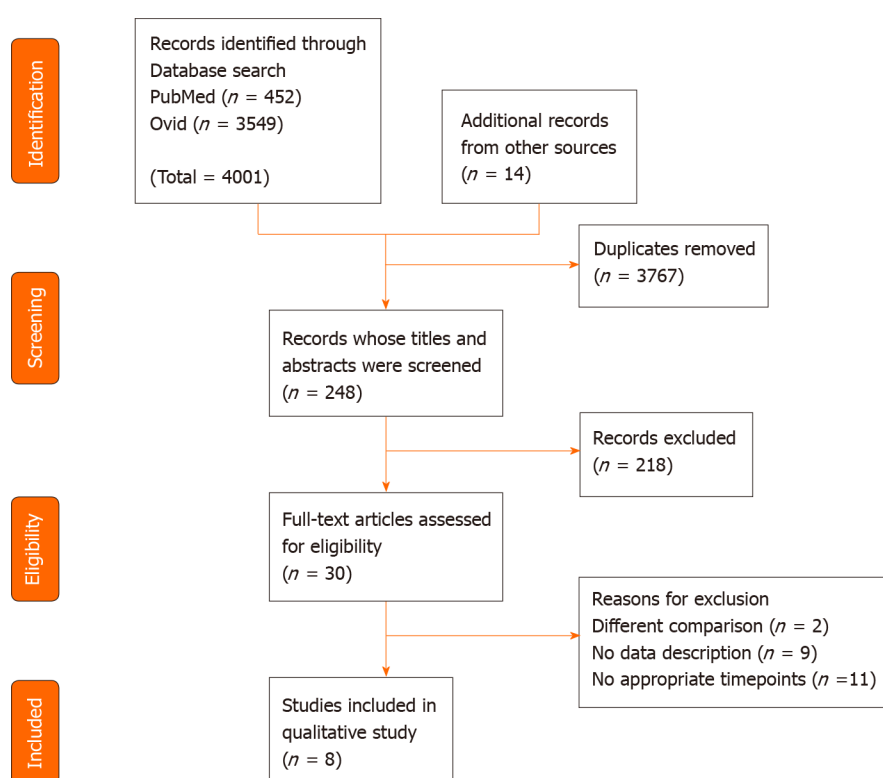 Identification
Records identified through
Database search
PubMed (n = 452)
Ovid (n = 3549)
(Total = 4001)
Additional records
from other sources
(n = 14)
Duplicates removed
(n = 3767)
Screening
Records whose titles and
abstracts were screened
(n = 248)
Records excluded
(n = 218)
Eligibility
Full-text articles assessed
for eligibility
(n = 30)
Reasons for exclusion
Different comparison (n = 2)
No data description (n = 9)
No appropriate timepoints (n =11)
Included
Studies included in
qualitative study
(n = 8)